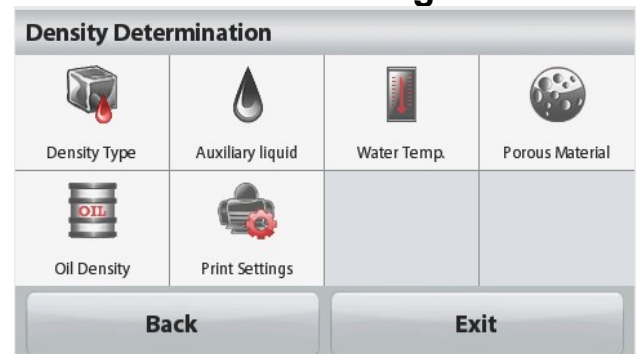 Density Determination
Density Type
Auxiliary liquid
Water Temp.
Porous Material
OIL
Oil Density
Print Settings
Back
Exit